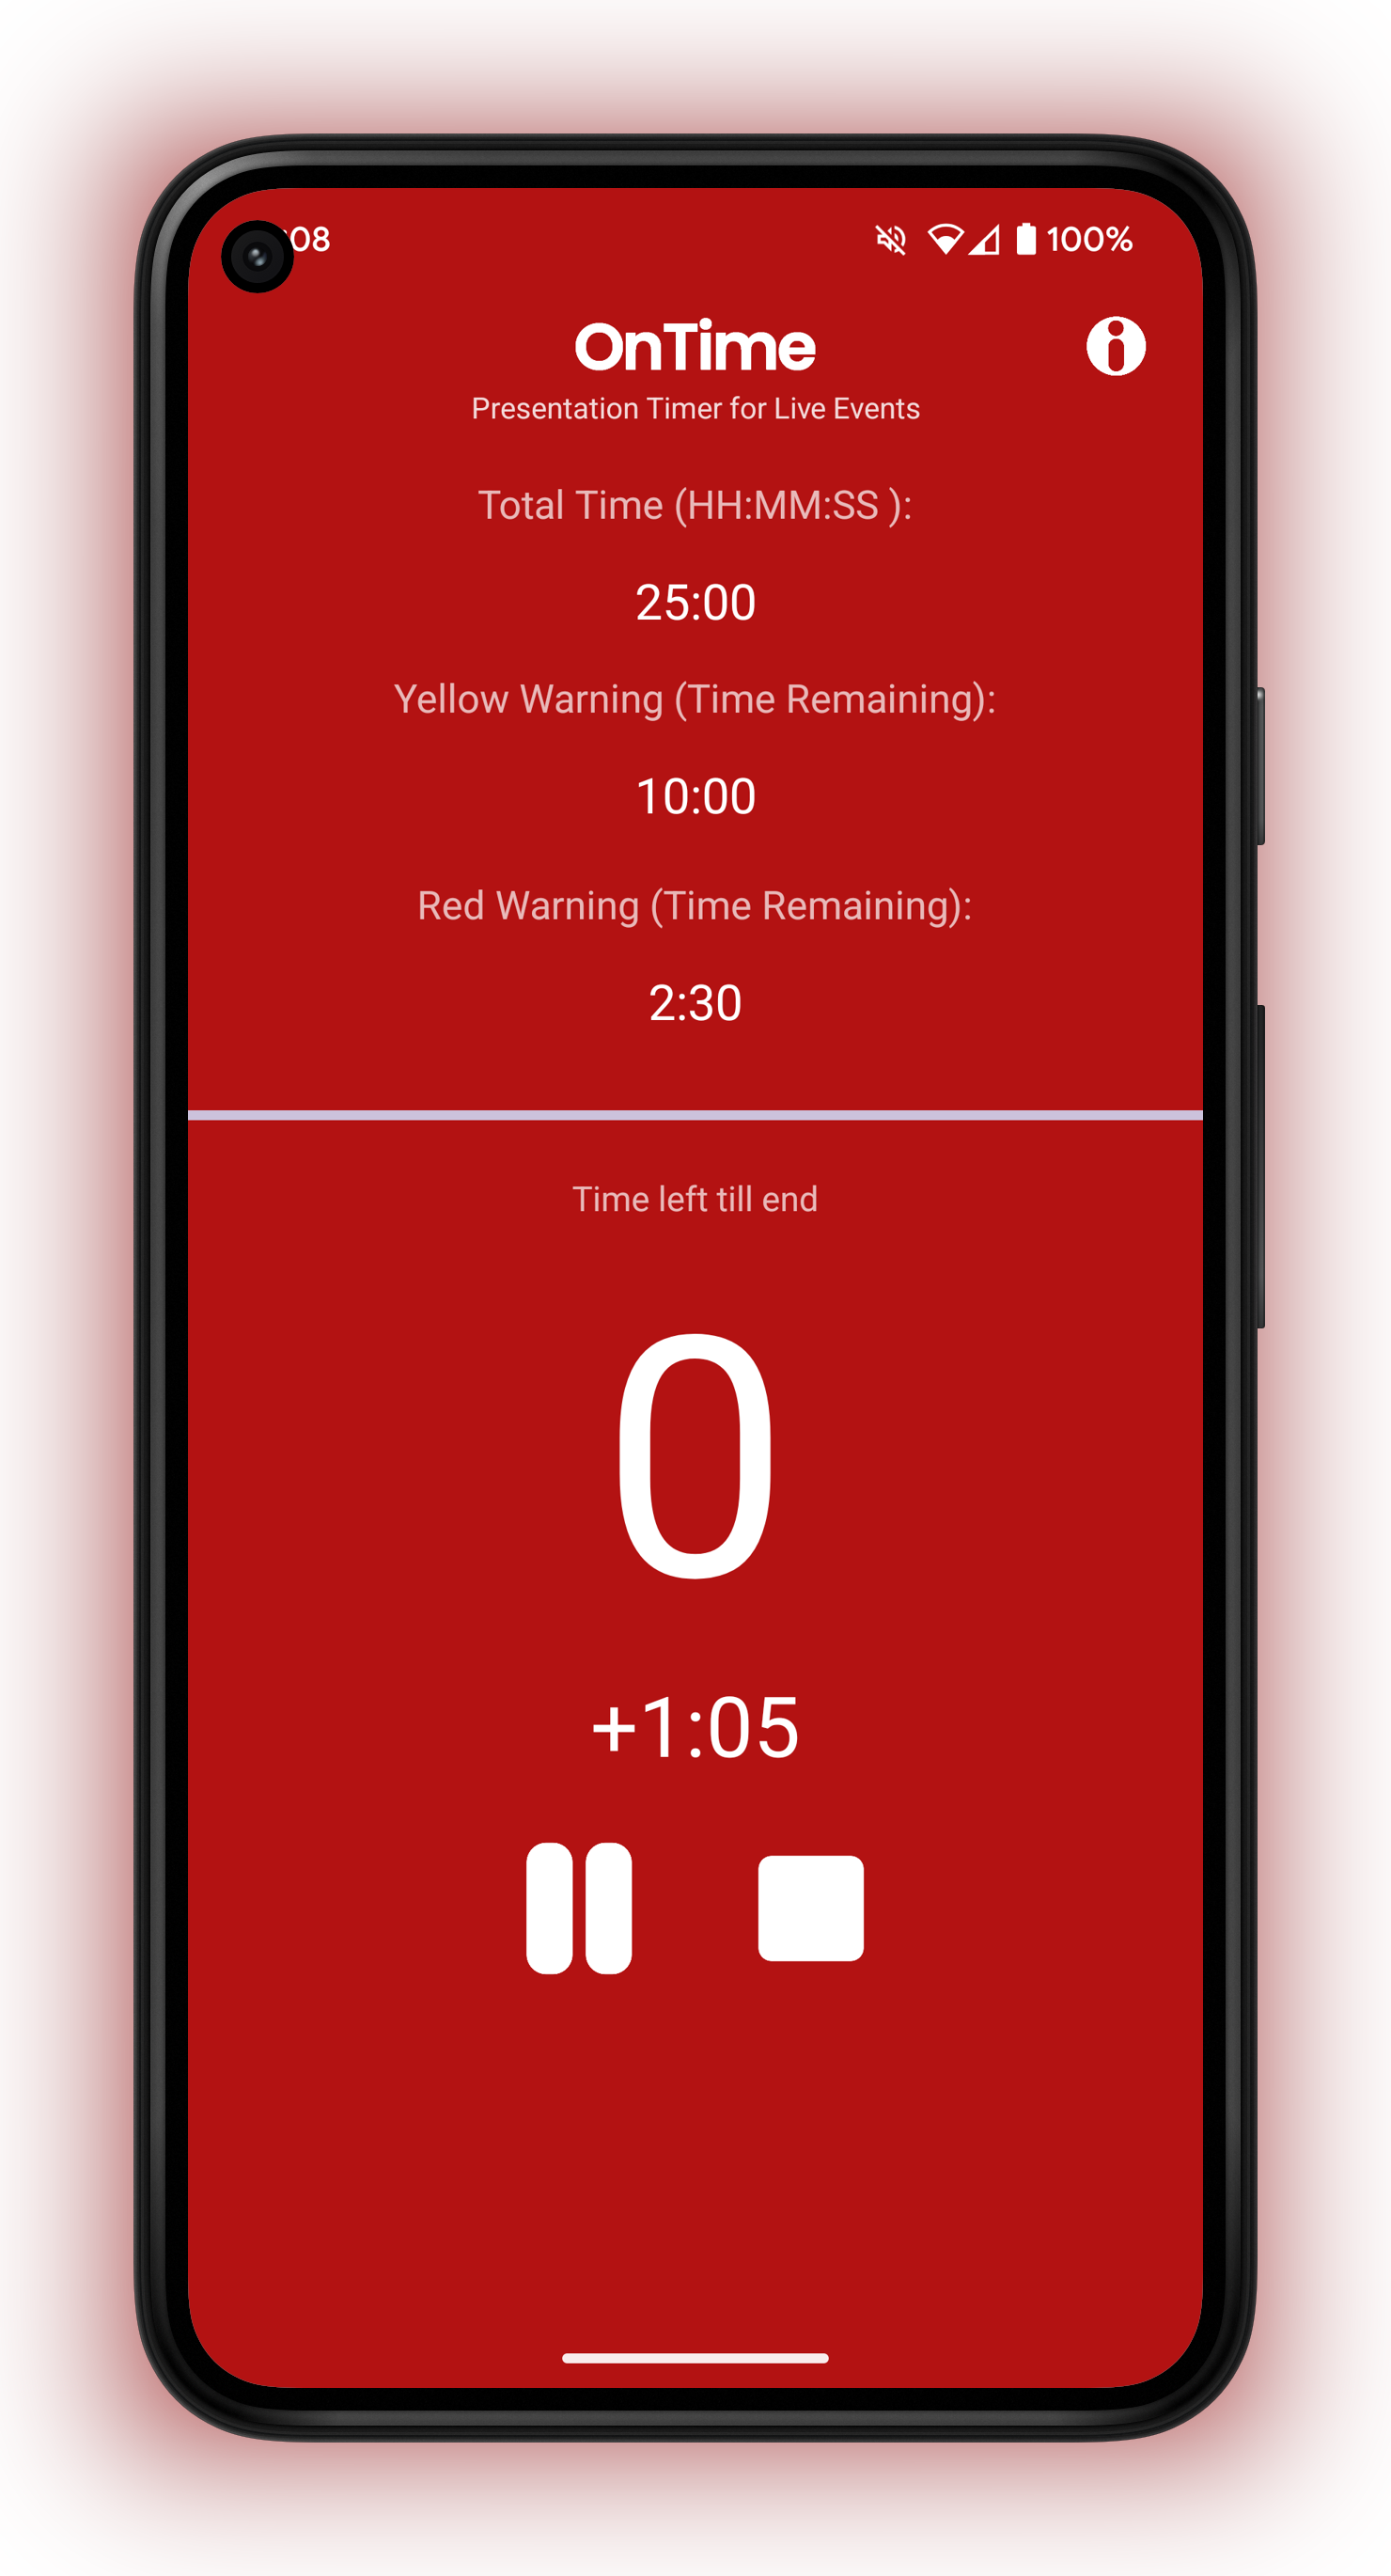 :08
100%
OnTime
Presentation Timer for Live Events
Total Time (HH:MM:SS ):
25:00
Yellow Warning (Time Remaining):
10:00
Red Warning (Time Remaining):
2:30
Time left till end
0
+1:05